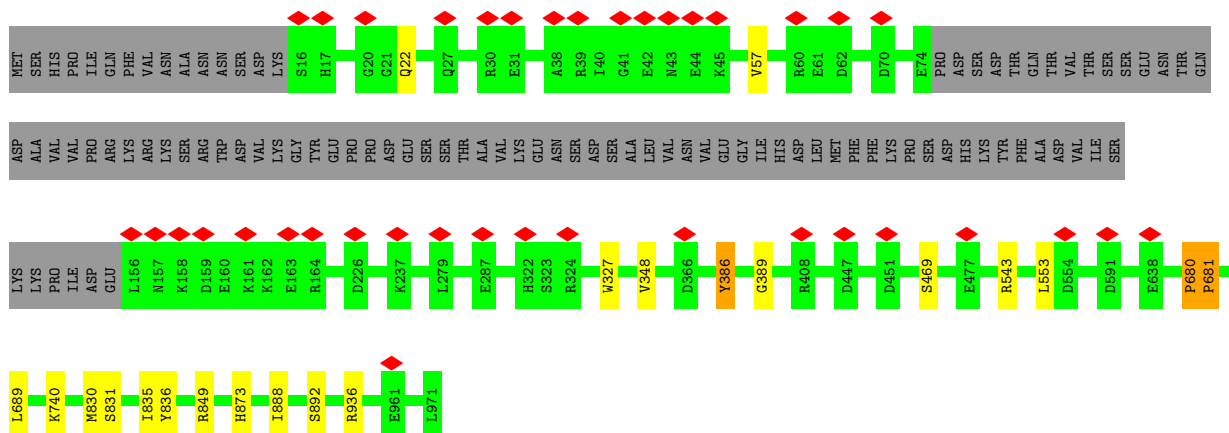 MET SER HIS PRO ILE GLN PHE VAL ASN ALA ASN ASN SER ASP LYS S16 H17 G20 G21 Q22 Q27 R30 E31 A38 R39 I40 G41 E42 N43 E44 K45 V57 R60 E61 D62 D70 E74 PRO ASP SER ASP THR GLN THR VAL THR SER SER GLU ASN THR GLN
ASP ALA VAL VAL PRO ARG LYS ARG LYS SER ARG TRP ASP VAL LYS GLY TYR GLU PRO PRO ASP GLU SER SER THR ALA VAL LYS GLU ASN SER ASP SER ALA LEU VAL ASN VAL GLU GLY ILE HIS ASP LEU MET PHE PHE LYS PRO SER ASP HIS LYS TYR PHE ALA ASP VAL ILE SER
LYS LYS PRO ILE ASP GLU L156 N157 K158 D159 E160 K161 K162 E163 R164 D226 K237 L279 E287 H322 S323 R324 W327 V348 D366 Y386 G389 R408 D447 D451 S469 E477 R543 L553 D554 D591 E638 P680 P681
L689 K740 M830 S831 I835 Y836 R849 H873 I888 S892 R936 E961 L971